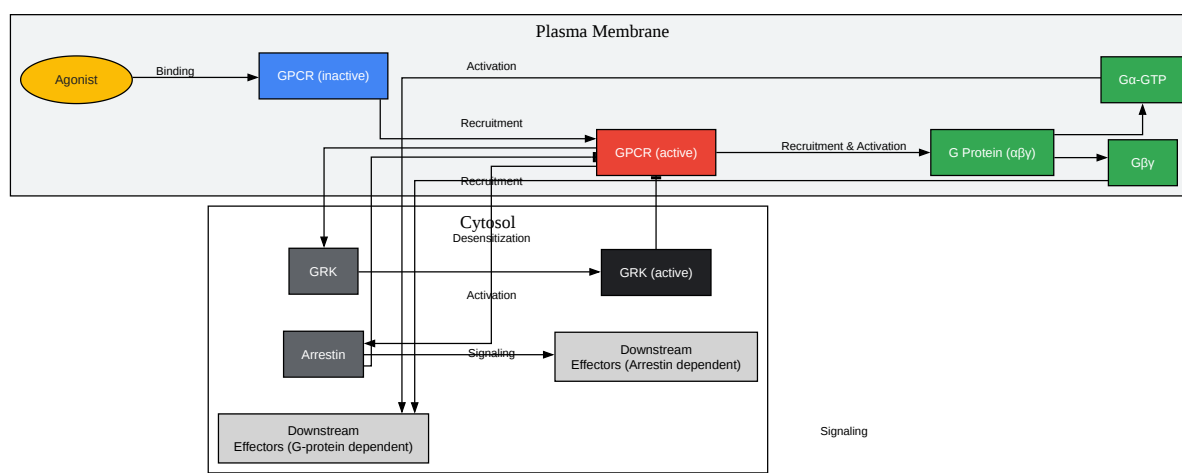 Plasma Membrane
Agonist
Binding
GPCR (inactive)
Activation
Gα-GTP
Recruitment
GPCR (active)
Recruitment & Activation
G Protein (αβγ)
Gβγ
Recruitment
Cytosol
Desensitization
GRK
GRK (active)
Activation
Arrestin
Signaling
Downstream
Effectors (Arrestin dependent)
Downstream
Effectors (G-protein dependent)
Signaling